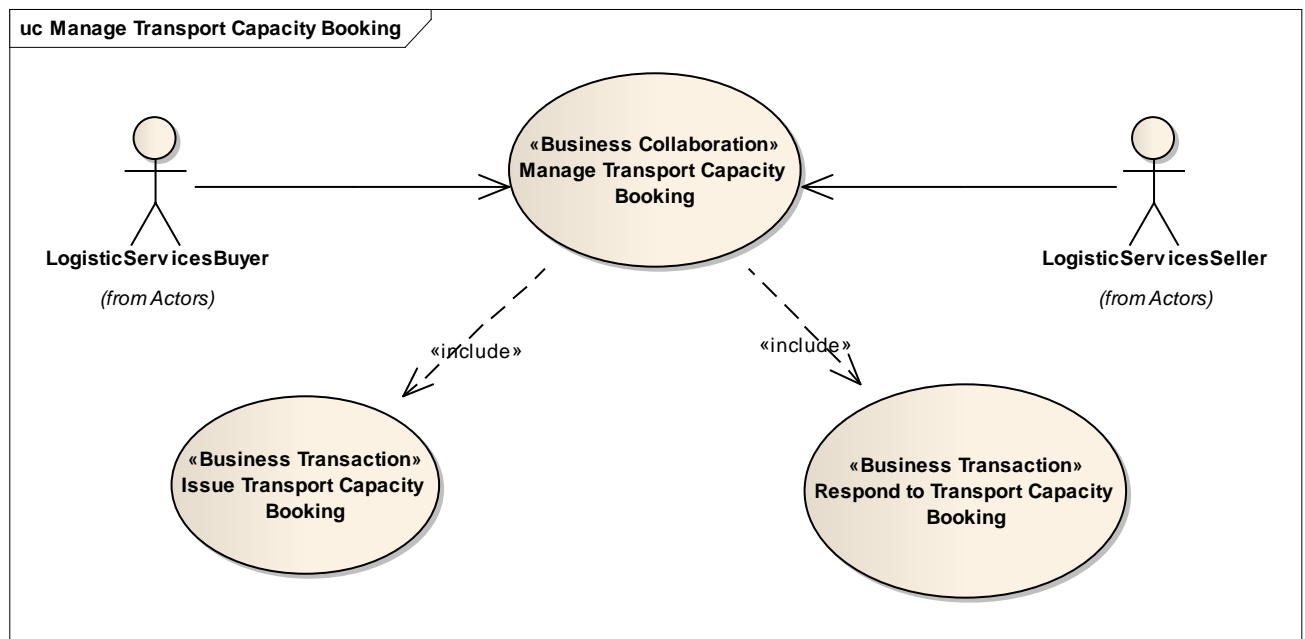 uc Manage Transport Capacity Booking
«Business Collaboration»
Manage Transport Capacity
Booking
LogisticServicesBuyer
(from Actors)
LogisticServicesSeller
(from Actors)
«include»
«include»
«Business Transaction»
Issue Transport Capacity
Booking
«Business Transaction»
Respond to Transport Capacity
Booking